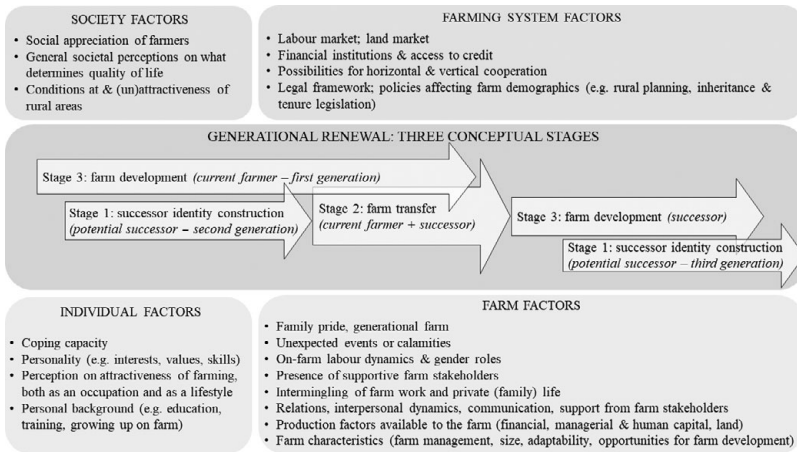 SOCIETY FACTORS
• Social appreciation of farmers
• General societal perceptions on what
determines quality of life
• Conditions at & (un)attractiveness of
rural areas
FARMING SYSTEM FACTORS
• Labour market; land market
• Financial institutions & access to credit
• Possibilities for horizontal & vertical cooperation
• Legal framework; policies affecting farm demographics (e.g. rural planning, inheritance &
tenure legislation)
GENERATIONAL RENEWAL: THREE CONCEPTUAL STAGES
Stage 3: farm development (current farmer – first generation)
Stage 1: successor identity construction
(potential successor – second generation)
Stage 2: farm transfer
(current farmer + successor)
Stage 3: farm development (successor)
Stage 1: successor identity construction
(potential successor – third generation)
INDIVIDUAL FACTORS
• Coping capacity
• Personality (e.g. interests, values, skills)
• Perception on attractiveness of farming,
both as an occupation and as a lifestyle
• Personal background (e.g. education,
training, growing up on farm)
FARM FACTORS
• Family pride, generational farm
• Unexpected events or calamities
• On-farm labour dynamics & gender roles
• Presence of supportive farm stakeholders
• Intermingling of farm work and private (family) life
• Relations, interpersonal dynamics, communication, support from farm stakeholders
• Production factors available to the farm (financial, managerial & human capital, land)
• Farm characteristics (farm management, size, adaptability, opportunities for farm development)